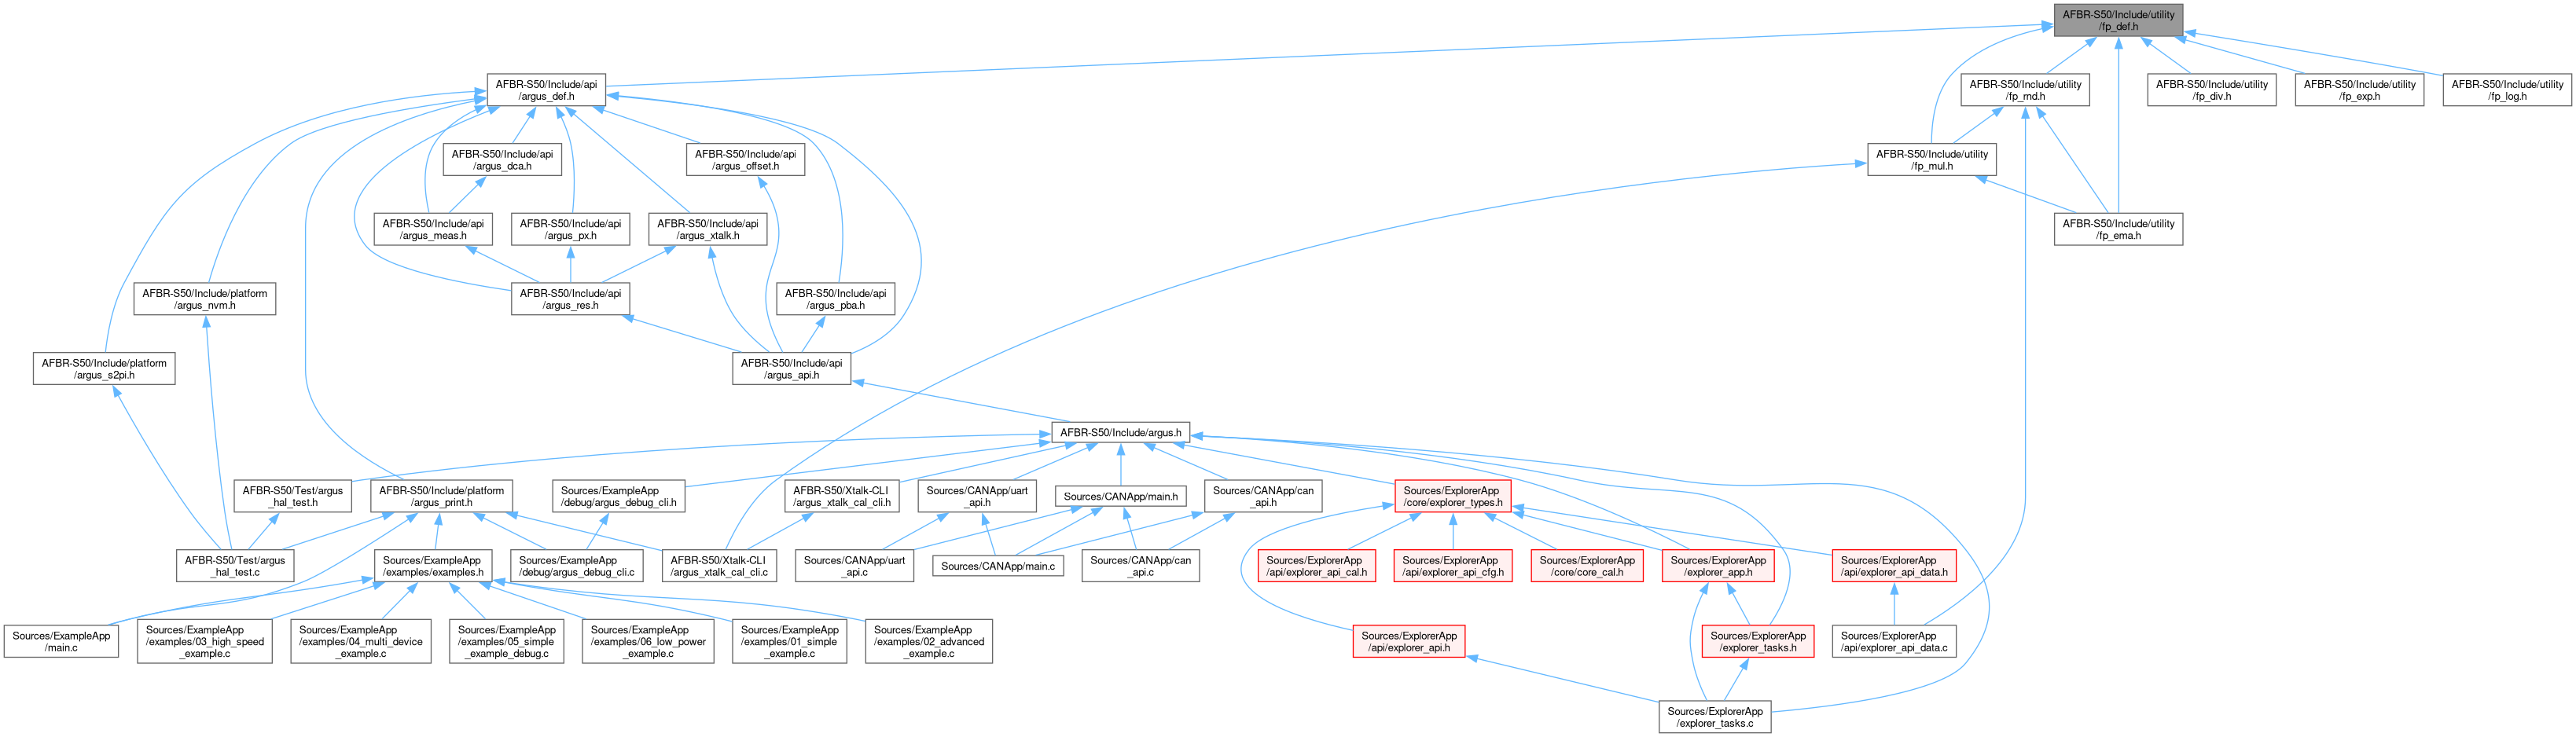 AFBR-S50/Include/utility
/fp_def.h
AFBR-S50/Include/api
/argus_def.h
AFBR-S50/Include/utility
/fp_rnd.h
AFBR-S50/Include/utility
/fp_div.h
AFBR-S50/Include/utility
/fp_exp.h
AFBR-S50/Include/utility
/fp_log.h
AFBR-S50/Include/api
/argus_dca.h
AFBR-S50/Include/api
/argus_offset.h
AFBR-S50/Include/utility
/fp_mul.h
AFBR-S50/Include/api
/argus_meas.h
AFBR-S50/Include/api
/argus_px.h
AFBR-S50/Include/api
/argus_xtalk.h
AFBR-S50/Include/utility
/fp_ema.h
AFBR-S50/Include/platform
/argus_nvm.h
AFBR-S50/Include/api
/argus_res.h
AFBR-S50/Include/api
/argus_pba.h
AFBR-S50/Include/platform
/argus_s2pi.h
AFBR-S50/Include/api
/argus_api.h
AFBR-S50/Include/argus.h
AFBR-S50/Test/argus
_hal_test.h
AFBR-S50/Include/platform
/argus_print.h
Sources/ExampleApp
/debug/argus_debug_cli.h
AFBR-S50/Xtalk-CLI
/argus_xtalk_cal_cli.h
Sources/CANApp/uart
_api.h
Sources/CANApp/main.h
Sources/CANApp/can
_api.h
Sources/ExplorerApp
/core/explorer_types.h
AFBR-S50/Test/argus
_hal_test.c
Sources/ExampleApp
/examples/examples.h
Sources/ExampleApp
/debug/argus_debug_cli.c
AFBR-S50/Xtalk-CLI
/argus_xtalk_cal_cli.c
Sources/CANApp/uart
_api.c
Sources/CANApp/main.c
Sources/CANApp/can
_api.c
Sources/ExplorerApp
/api/explorer_api_cal.h
Sources/ExplorerApp
/api/explorer_api_cfg.h
Sources/ExplorerApp
/core/core_cal.h
Sources/ExplorerApp
/explorer_app.h
Sources/ExplorerApp
/api/explorer_api_data.h
Sources/ExampleApp
/main.c
Sources/ExampleApp
/examples/03_high_speed
_example.c
Sources/ExampleApp
/examples/04_multi_device
_example.c
Sources/ExampleApp
/examples/05_simple
_example_debug.c
Sources/ExampleApp
/examples/06_low_power
_example.c
Sources/ExampleApp
/examples/01_simple
_example.c
Sources/ExampleApp
/examples/02_advanced
_example.c
Sources/ExplorerApp
/api/explorer_api.h
Sources/ExplorerApp
/explorer_tasks.h
Sources/ExplorerApp
/api/explorer_api_data.c
Sources/ExplorerApp
/explorer_tasks.c